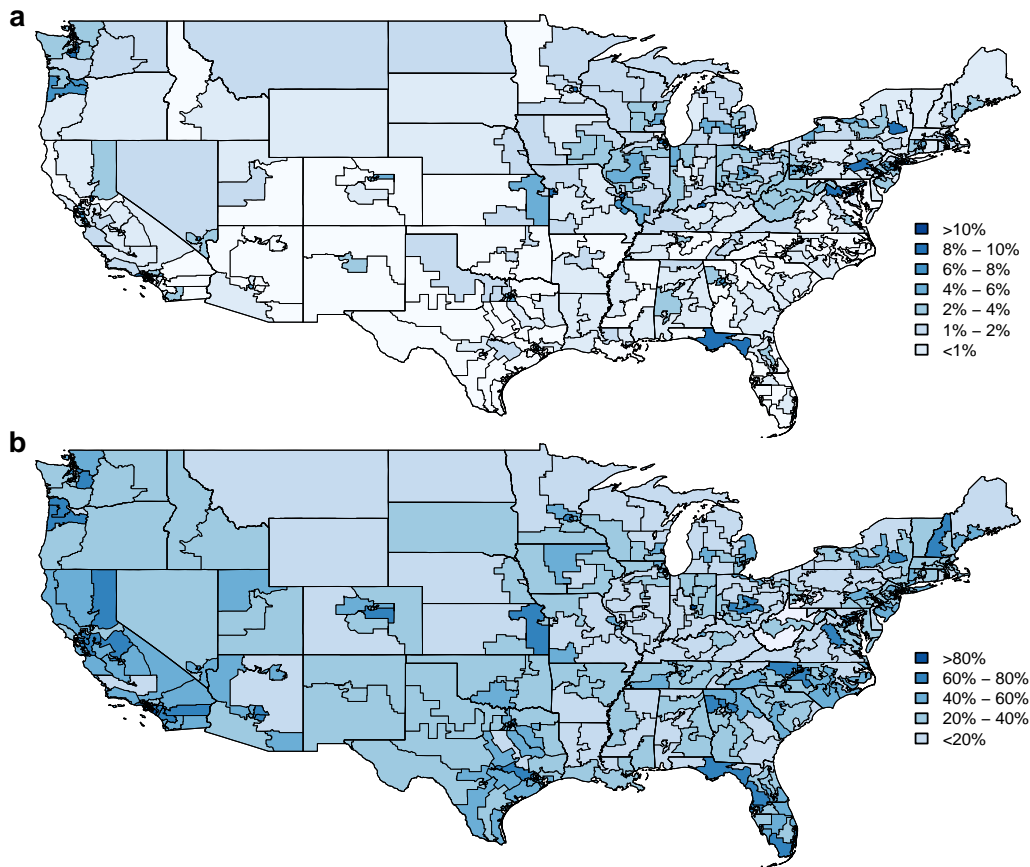 a
>10%
8% – 10%
6% – 8%
4% – 6%
2% – 4%
1% – 2%
<1%
b
>80%
60% – 80%
40% – 60%
20% – 40%
<20%